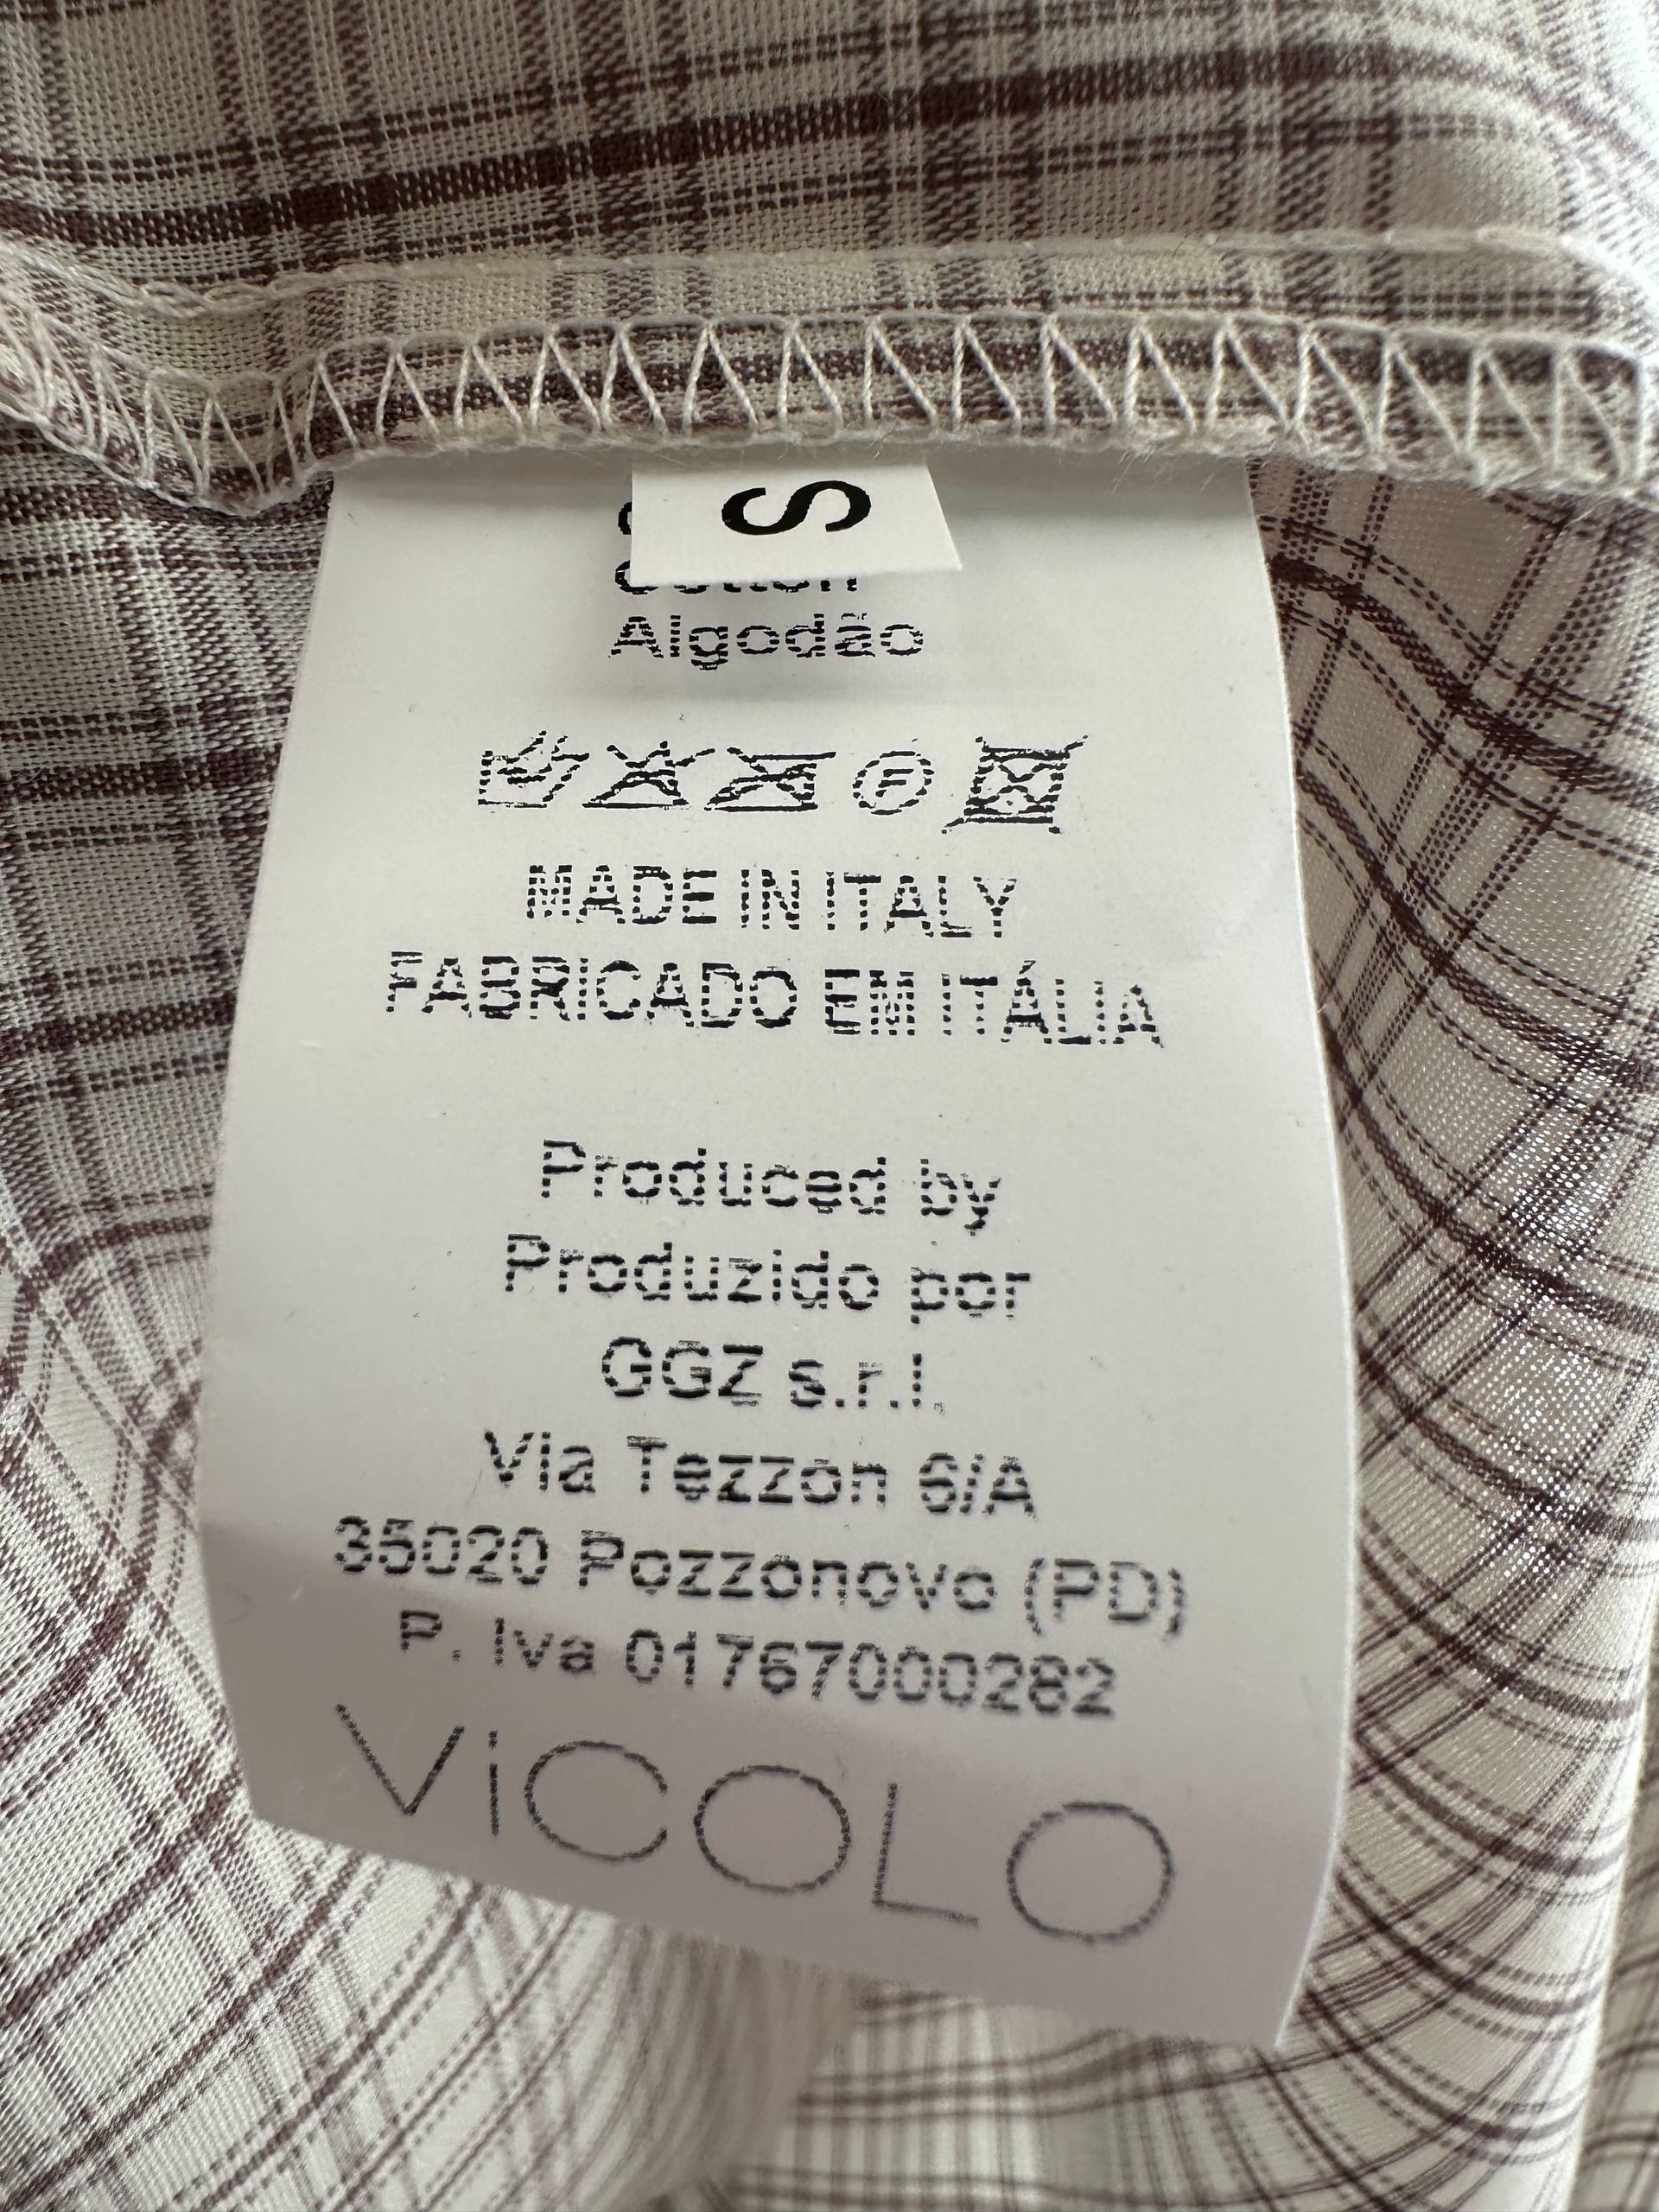 S
Cotton
Algodão
P
MADE IN ITALY
FABRICADO EM ITÁLIA
Produced by
Produzido por
GGZ s.r.l.
Via Tezzon 6/A
35020 Pozzonovo (PD)
P. Iva 01767000282
ViCOLO